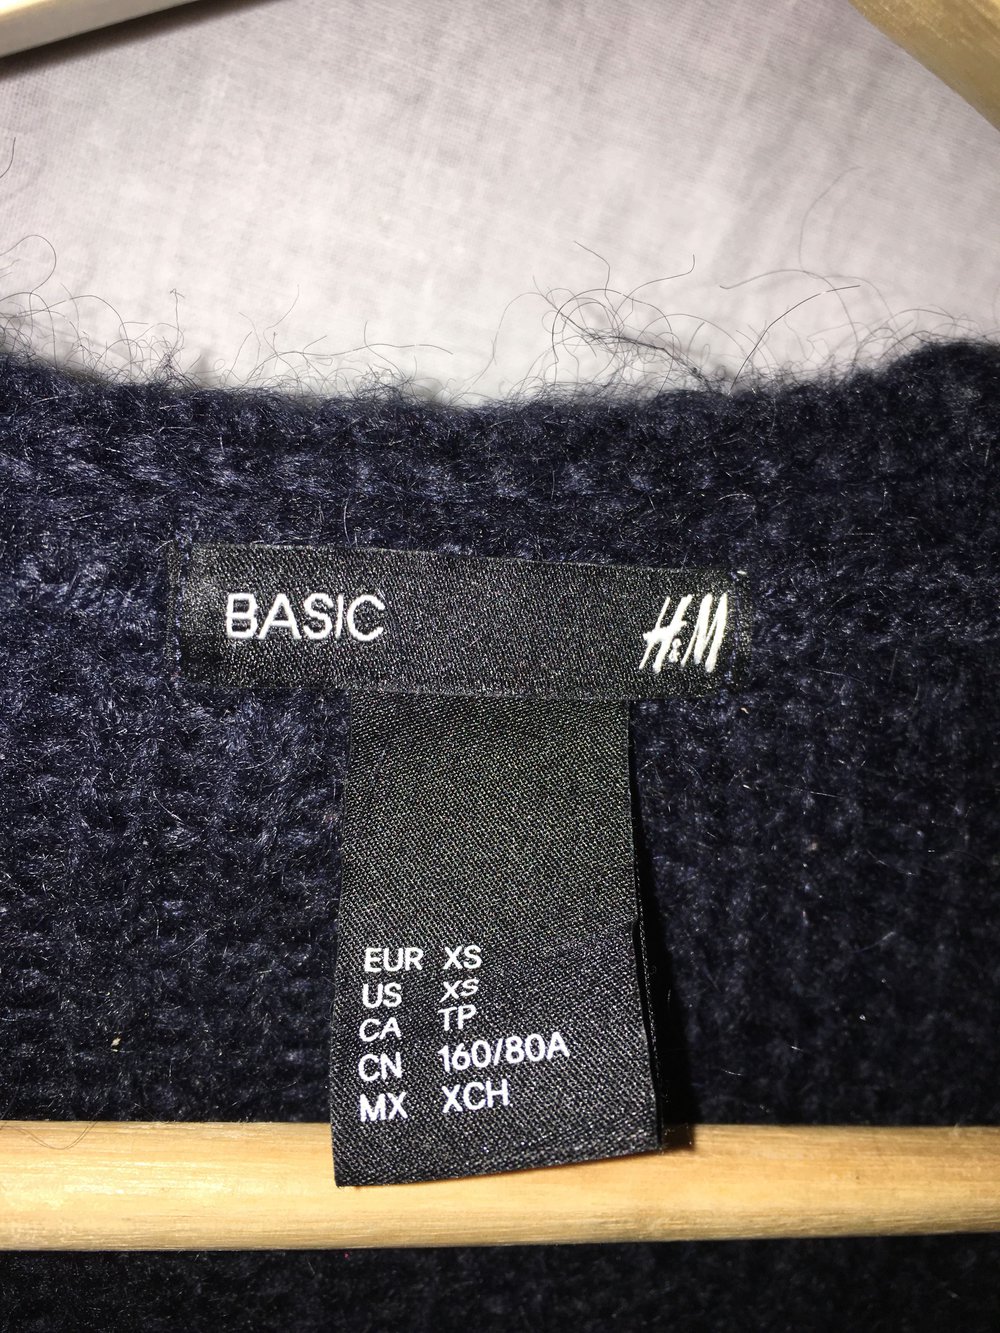 BASIC H&M
EUR XS
US XS
CA TP
CN 160/80A
MX XCH